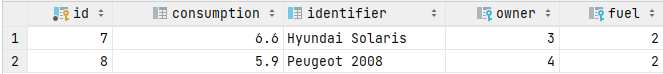 id consumption identifier owner fuel
1 7 6.6 Hyundai Solaris 3 2
2 8 5.9 Peugeot 2008 4 2